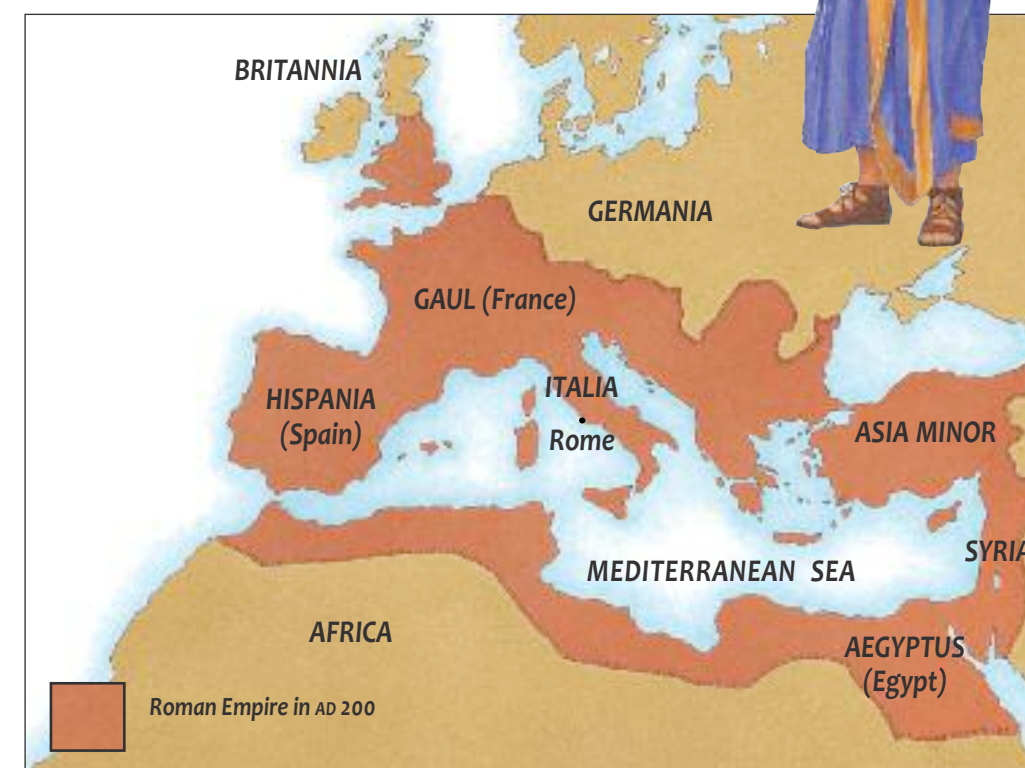 BRITANNIA
GERMANIA
GAUL (France)
ITALIA
HISPANIA
(Spain)
Rome
ASIA MINOR
SYRIA
MEDITERRANEAN SEA
AFRICA
AEGYPTUS
(Egypt)
Roman Empire in AD 200